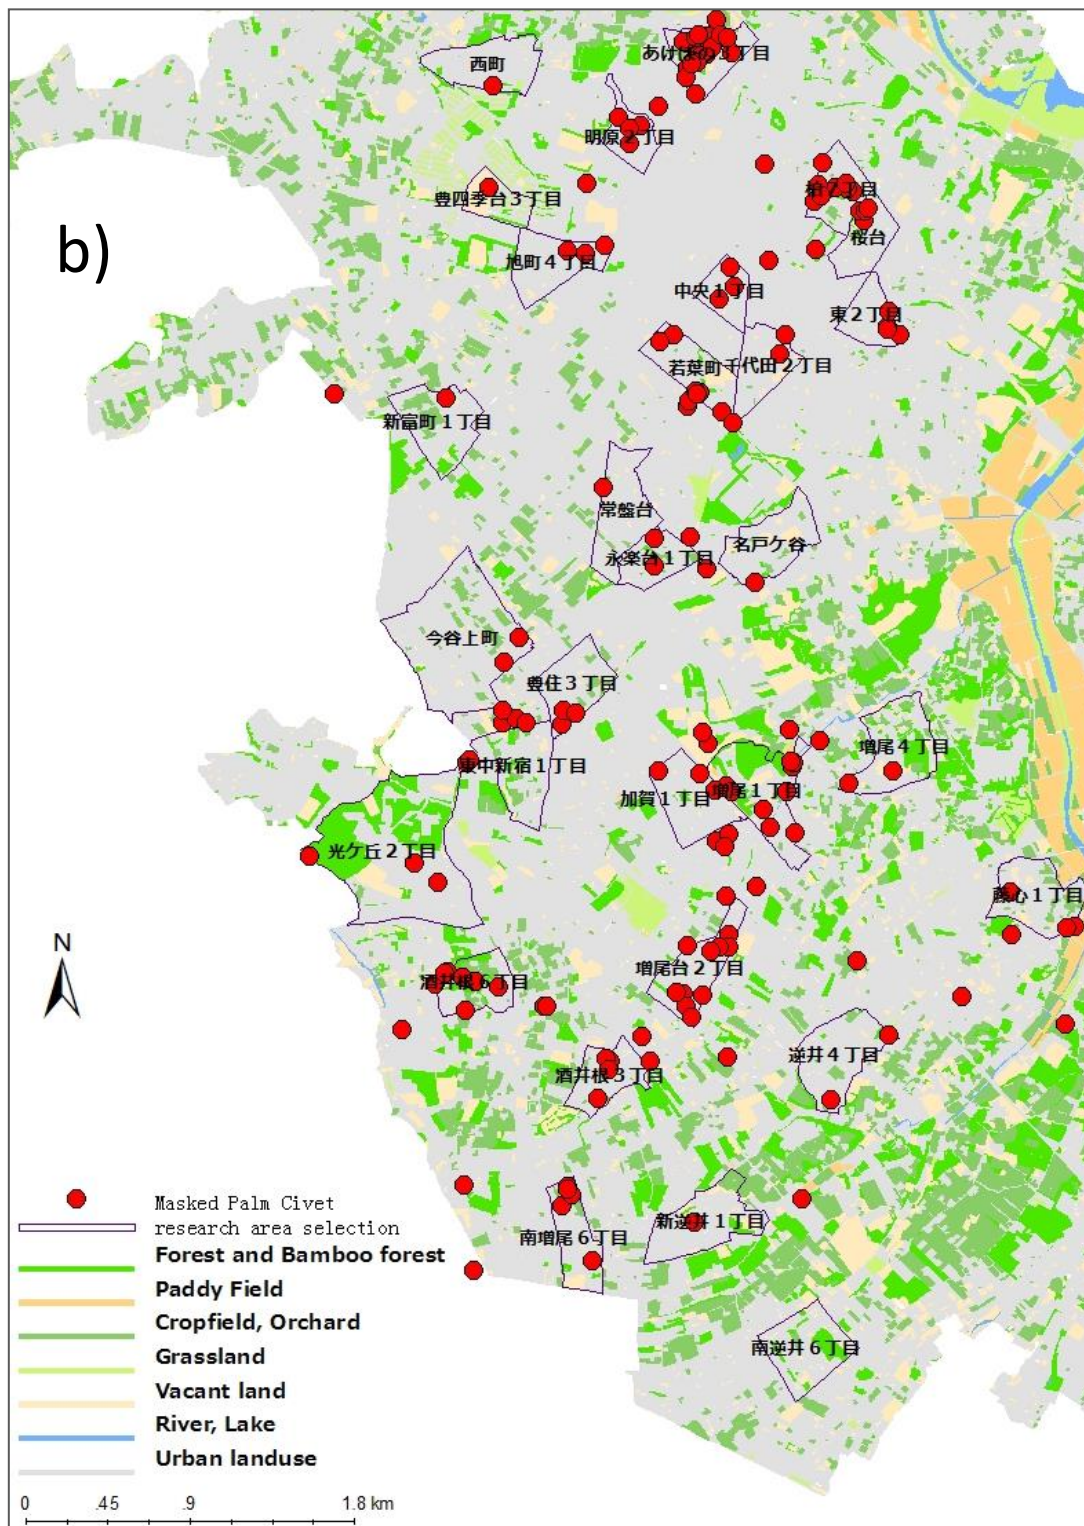 西町
あけぼの3丁目
明原2丁目
柏7丁目
豊四季台3丁目
桜台
b)
旭町4丁目
中央1丁目
東2丁目
若葉町
千代田2丁目
新富町1丁目
常盤台
名戸ケ谷
永楽台1丁目
今谷上町
豊住3丁目
増尾4丁目
東中新宿1丁目
加賀1丁目
増尾1丁目
光ケ丘2丁目
藤心1丁目
N
増尾台2丁目
酒井根6丁目
逆井4丁目
酒井根3丁目
新逆井1丁目
南増尾6丁目
南逆井6丁目
Masked Palm Civet
research area selection
Forest and Bamboo forest
Paddy Field
Cropfield, Orchard
Grassland
Vacant land
River, Lake
Urban landuse
0 .45 .9 1.8 km